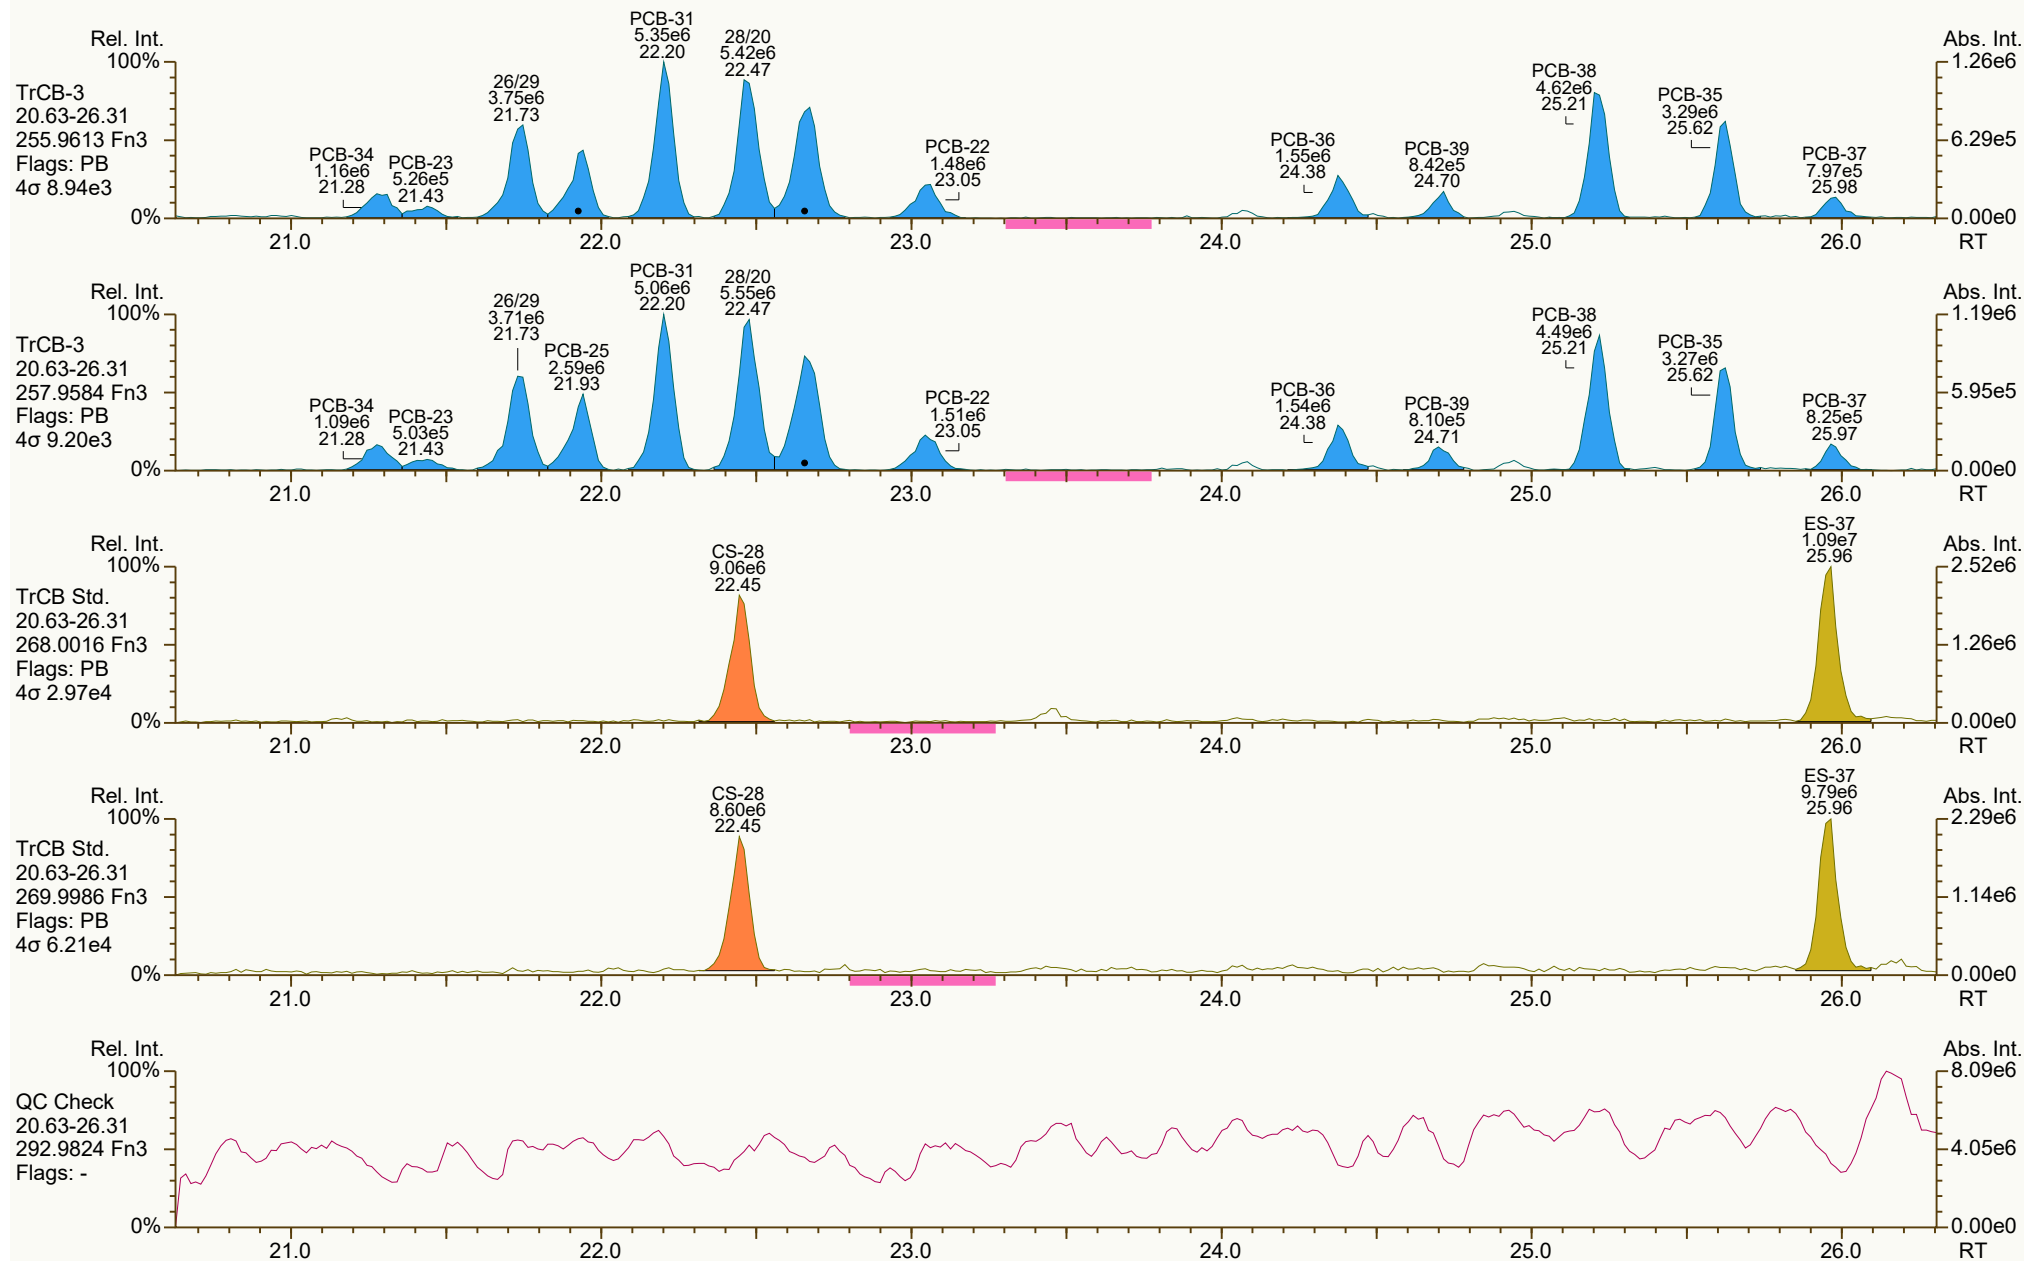 Rel. Int.
100%
0%
TrCB-3
20.63-26.31
255.9613 Fn3
Flags: PB
4σ 8.94e3
PCB-34
1.16e6
21.28
PCB-23
5.26e5
21.43
26/29
3.75e6
21.73
PCB-31
5.35e6
22.20
28/20
5.42e6
22.47
PCB-22
1.48e6
23.05
PCB-36
1.55e6
24.38
PCB-39
8.42e5
24.70
PCB-38
4.62e6
25.21
PCB-35
3.29e6
25.62
PCB-37
7.97e5
25.98
Abs. Int.
1.26e6
6.29e5
0.00e0
21.0 22.0 23.0 24.0 25.0 26.0 RT
Rel. Int.
100%
0%
TrCB-3
20.63-26.31
257.9584 Fn3
Flags: PB
4σ 9.20e3
PCB-34
1.09e6
21.28
PCB-23
5.03e5
21.43
26/29
3.71e6
21.73
PCB-25
2.59e6
21.93
PCB-31
5.06e6
22.20
28/20
5.55e6
22.47
PCB-22
1.51e6
23.05
PCB-36
1.54e6
24.38
PCB-39
8.10e5
24.71
PCB-38
4.49e6
25.21
PCB-35
3.27e6
25.62
PCB-37
8.25e5
25.97
Abs. Int.
1.19e6
5.95e5
0.00e0
21.0 22.0 23.0 24.0 25.0 26.0 RT
Rel. Int.
100%
0%
TrCB Std.
20.63-26.31
268.0016 Fn3
Flags: PB
4σ 2.97e4
CS-28
9.06e6
22.45
ES-37
1.09e7
25.96
Abs. Int.
2.52e6
1.26e6
0.00e0
21.0 22.0 23.0 24.0 25.0 26.0 RT
Rel. Int.
100%
0%
TrCB Std.
20.63-26.31
269.9986 Fn3
Flags: PB
4σ 6.21e4
CS-28
8.60e6
22.45
ES-37
9.79e6
25.96
Abs. Int.
2.29e6
1.14e6
0.00e0
21.0 22.0 23.0 24.0 25.0 26.0 RT
Rel. Int.
100%
0%
QC Check
20.63-26.31
292.9824 Fn3
Flags: -
Abs. Int.
8.09e6
4.05e6
0.00e0
21.0 22.0 23.0 24.0 25.0 26.0 RT